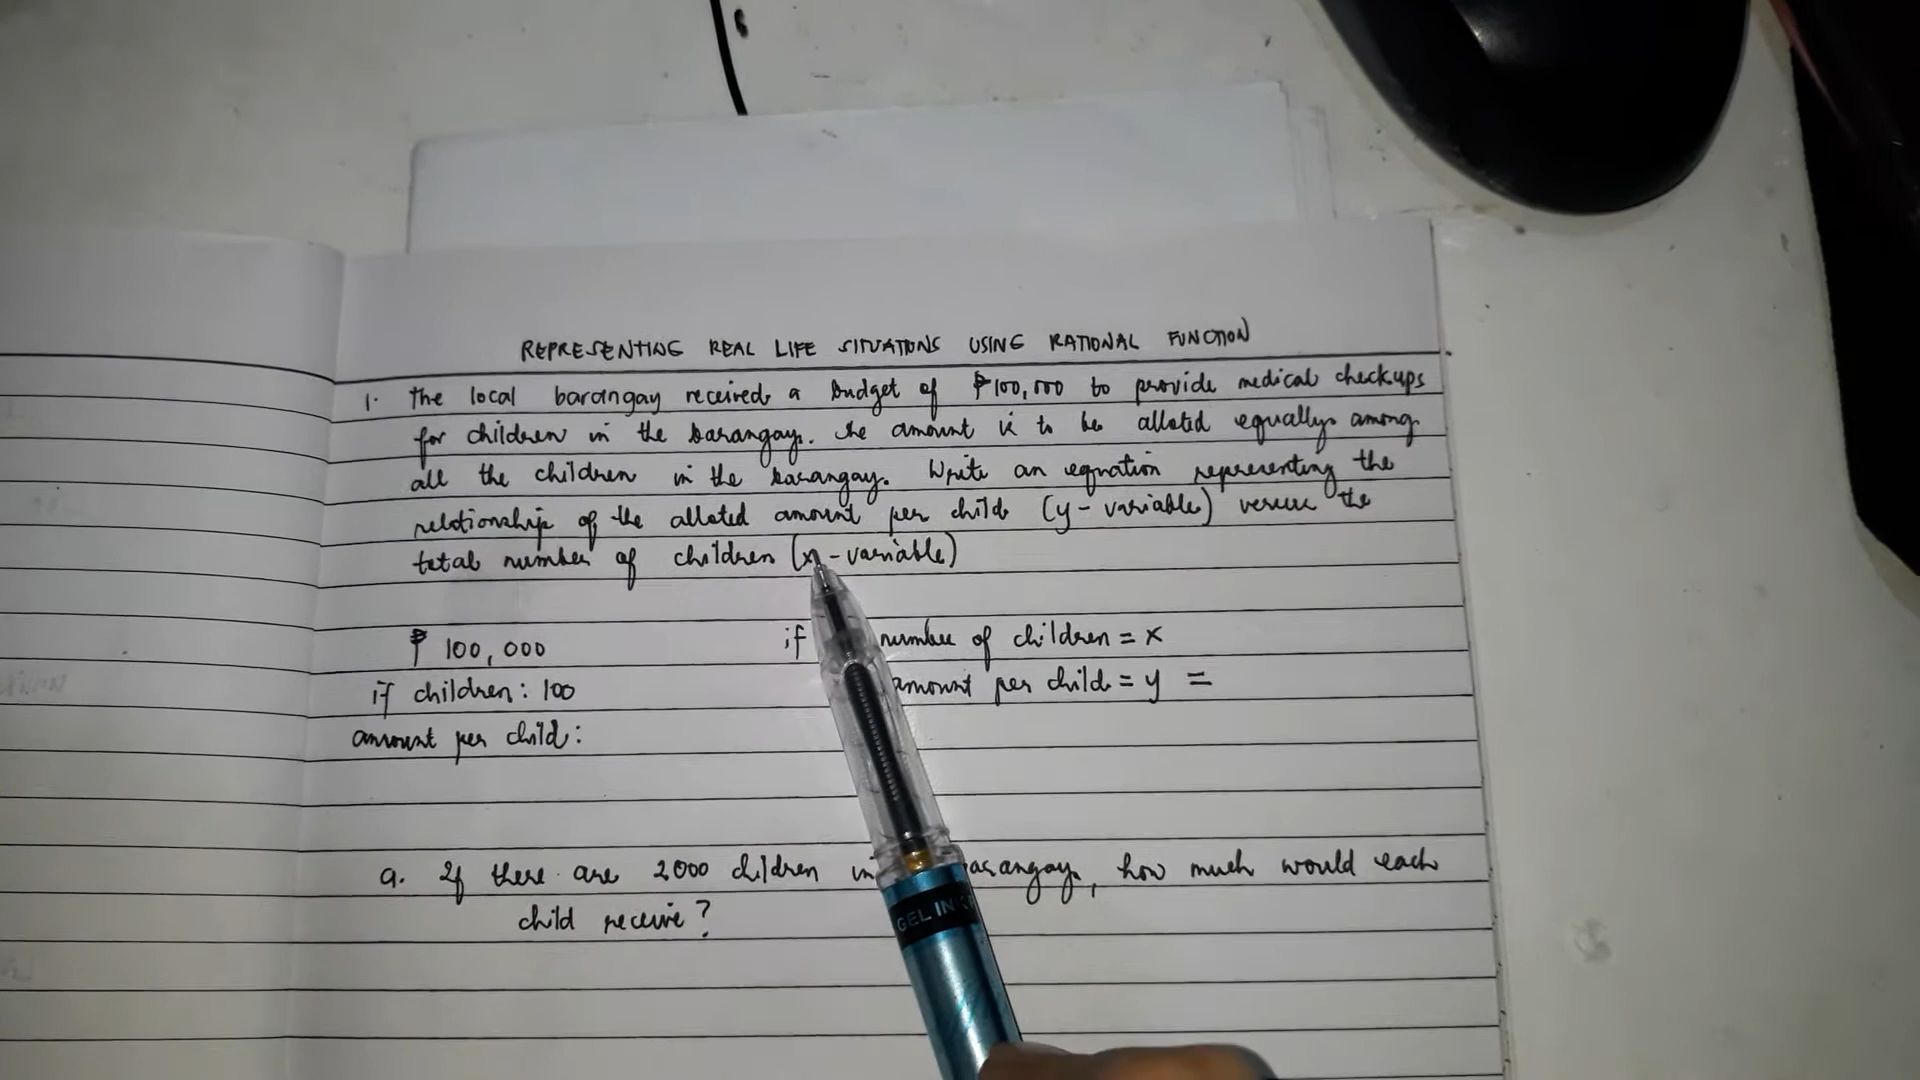 REPRESENTING REAL LIFE SITUATIONS USING RATIONAL FUNCTION
1. The local barangay received a budget of ₱100,000 to provide medical checkups
for children in the barangay. The amount is to be alloted equally among
all the children in the barangay. Write an equation representing the
relationship of the alloted amount per child (y - variable) versus the
total number of children (x - variable)
₱ 100,000
if children: 100
amount per child:
if number of children = x
amount per child = y =
a. If there are 2000 children in barangay, how much would each
child receive?
GEL INK